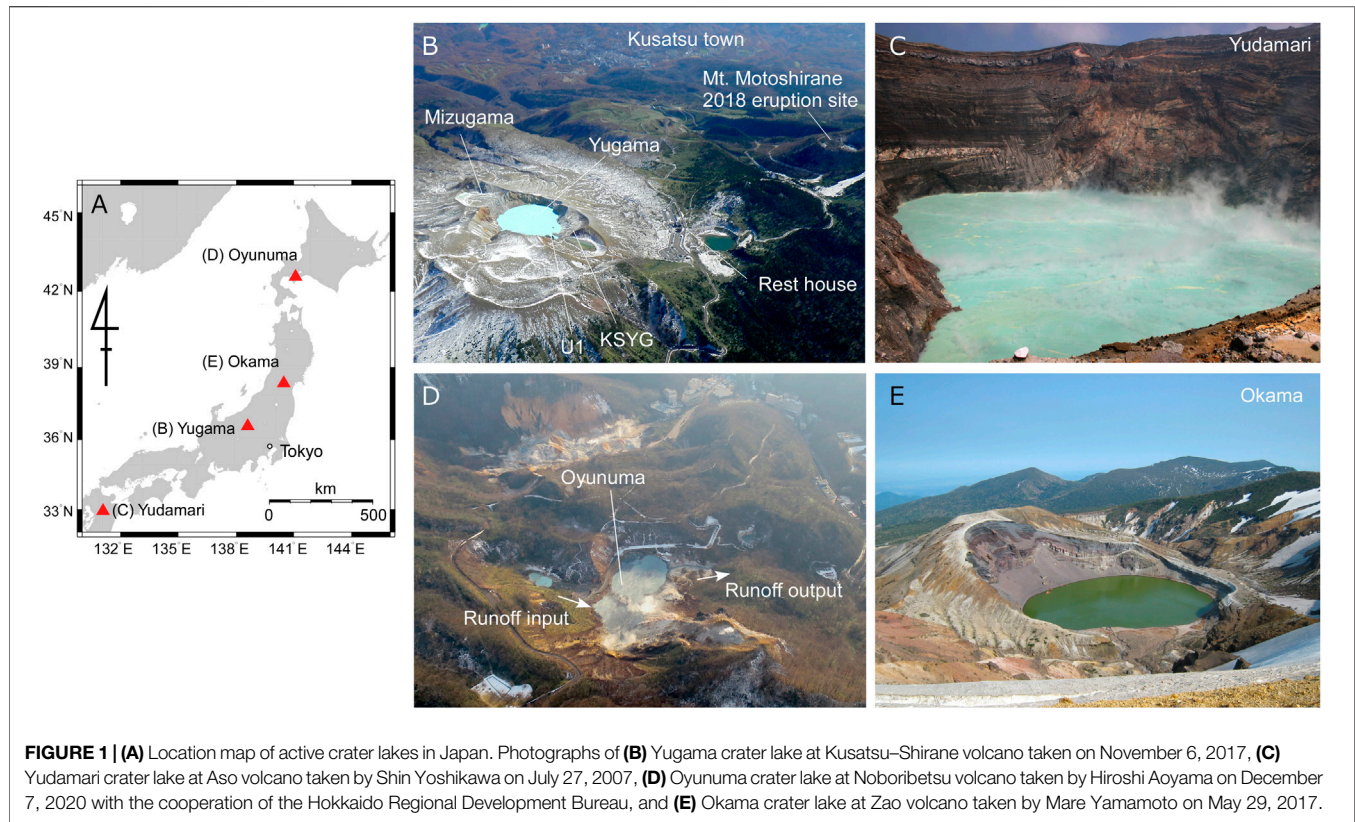 A
45°N
42°N
39°N
36°N
33°N
132°E 135°E 138°E 141°E 144°E
(D) Oyunuma
(E) Okama
(B) Yugama
Tokyo
(C) Yudamari
km
0 500
B
Kusatsu town
Mt. Motoshirane
2018 eruption site
Mizugama
Yugama
Rest house
KSYG
U1
C
Yudamari
D
Oyunuma
Runoff input
Runoff output
E
Okama
FIGURE 1 | (A) Location map of active crater lakes in Japan. Photographs of (B) Yugama crater lake at Kusatsu–Shirane volcano taken on November 6, 2017, (C)
Yudamari crater lake at Aso volcano taken by Shin Yoshikawa on July 27, 2007, (D) Oyunuma crater lake at Noboribetsu volcano taken by Hiroshi Aoyama on December
7, 2020 with the cooperation of the Hokkaido Regional Development Bureau, and (E) Okama crater lake at Zao volcano taken by Mare Yamamoto on May 29, 2017.